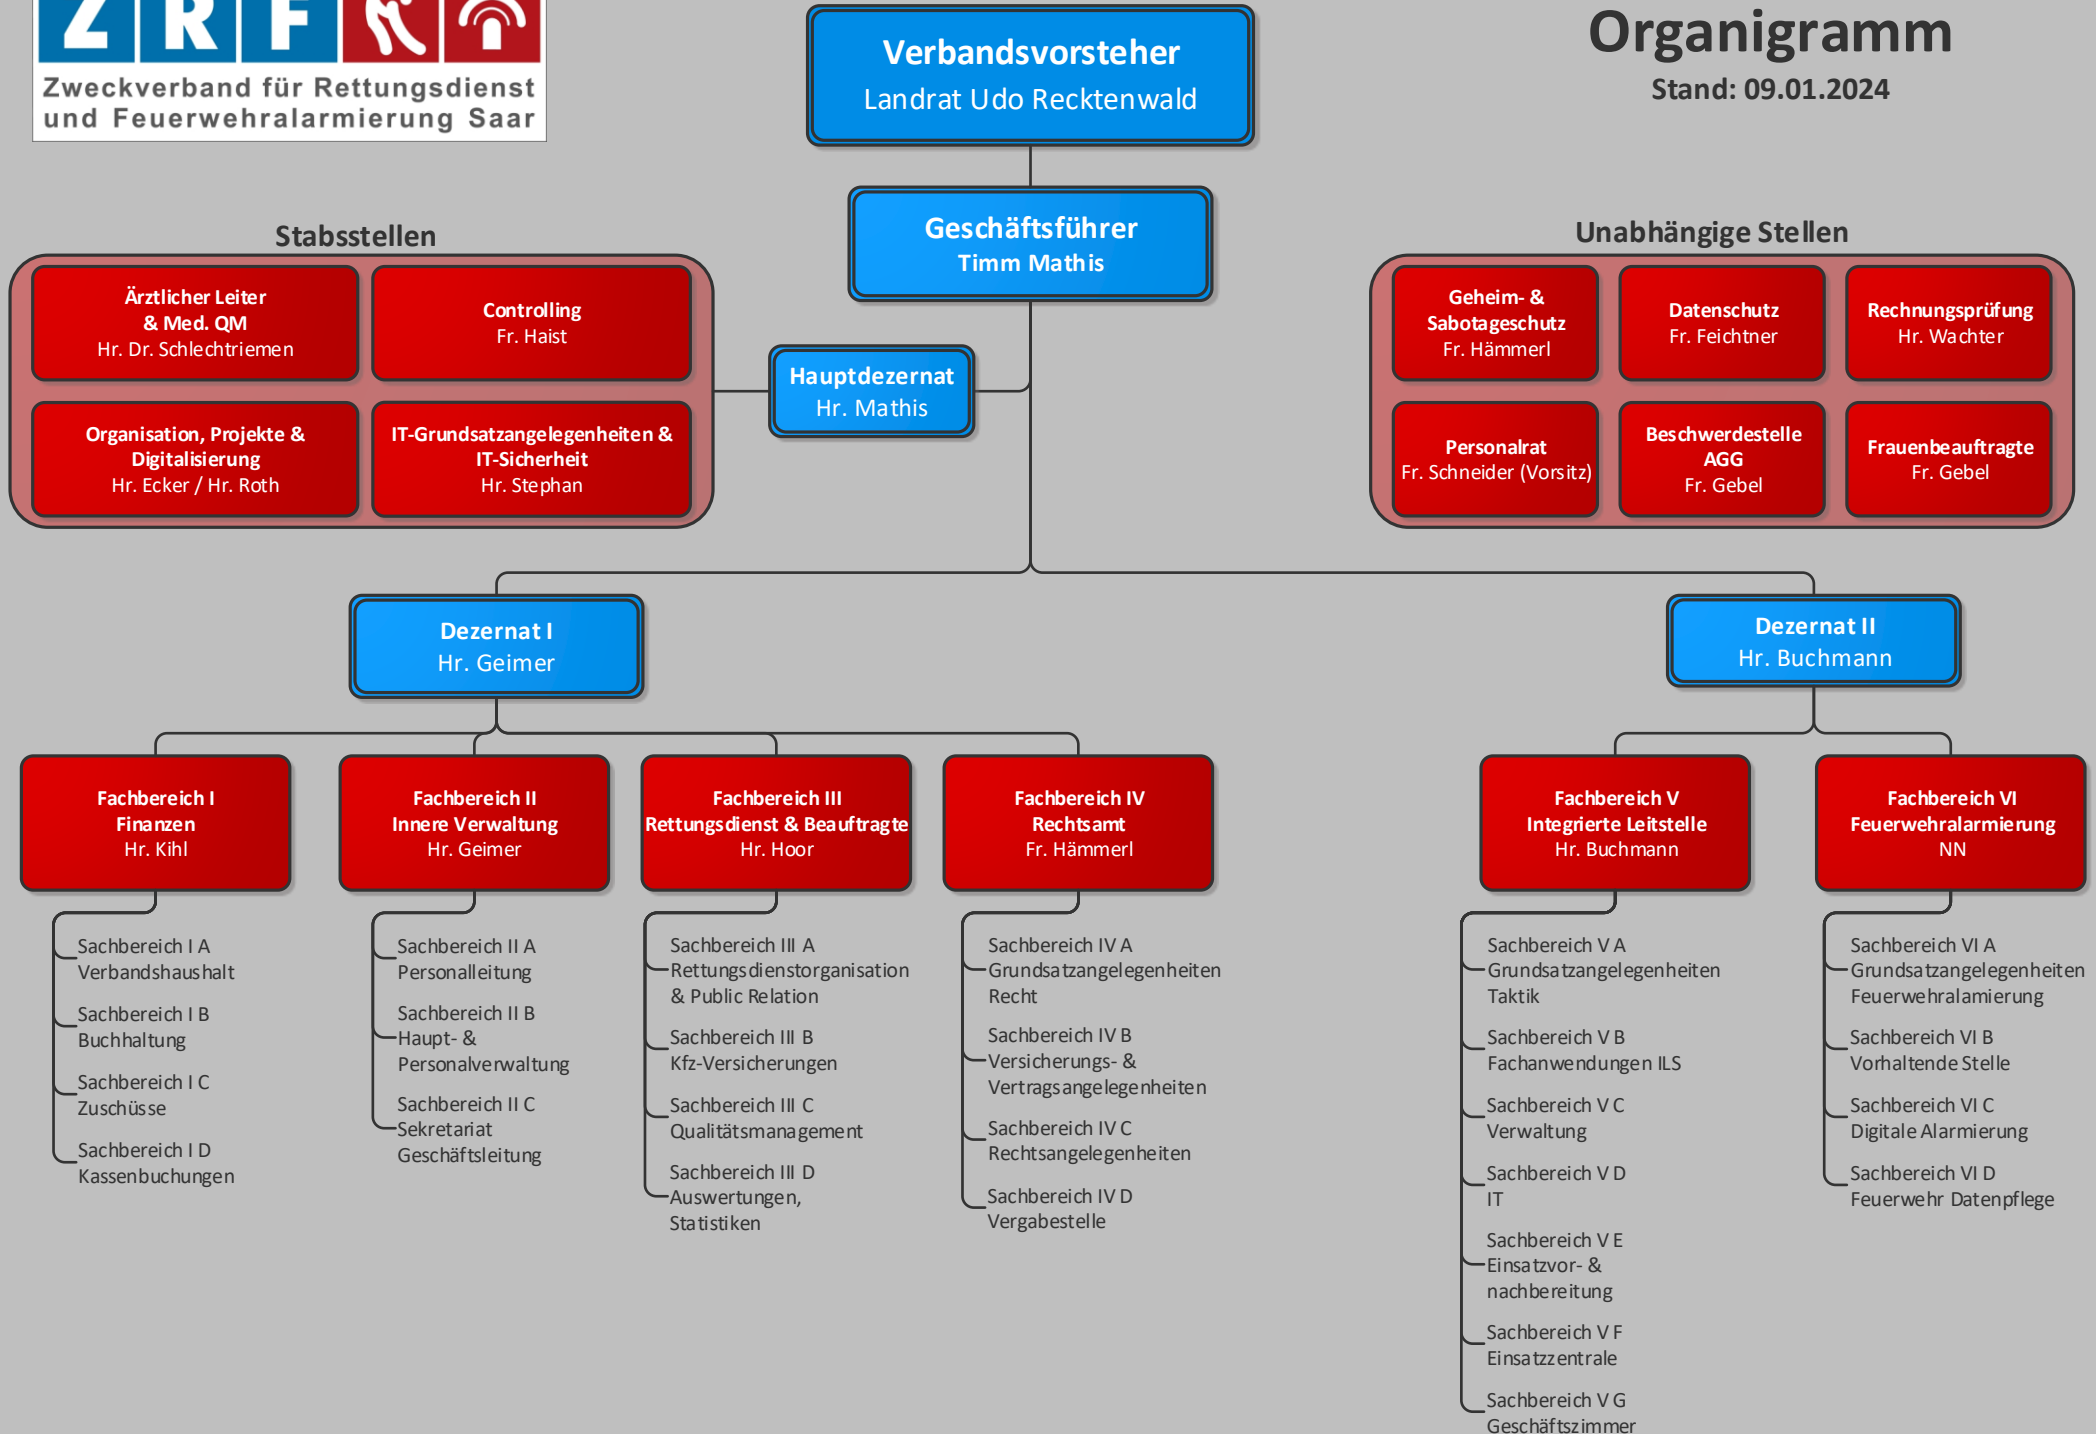 ZRF
Zweckverband für Rettungsdienst
und Feuerwehralarmierung Saar
Verbandsvorsteher
Landrat Udo Recktenwald
Organigramm
Stand: 09.01.2024
Geschäftsführer
Timm Mathis
Stabsstellen
Ärztlicher Leiter
& Med. QM
Hr. Dr. Schlechtriemen
Controlling
Fr. Haist
Organisation, Projekte &
Digitalisierung
Hr. Ecker / Hr. Roth
IT-Grundsatzangelegenheiten &
IT-Sicherheit
Hr. Stephan
Hauptdezernat
Hr. Mathis
Unabhängige Stellen
Geheim- &
Sabotageschutz
Fr. Hämmerl
Datenschutz
Fr. Feichtner
Rechnungsprüfung
Hr. Wachter
Personalrat
Fr. Schneider (Vorsitz)
Beschwerdestelle
AGG
Fr. Gebel
Frauenbeauftragte
Fr. Gebel
Dezernat I
Hr. Geimer
Dezernat II
Hr. Buchmann
Fachbereich I
Finanzen
Hr. Kihl
Sachbereich I A
Verbandshaushalt
Sachbereich I B
Buchhaltung
Sachbereich I C
Zuschüsse
Sachbereich I D
Kassenbuchungen
Fachbereich II
Innere Verwaltung
Hr. Geimer
Sachbereich II A
Personalleitung
Sachbereich II B
Haupt- &
Personalverwaltung
Sachbereich II C
Sekretariat
Geschäftsleitung
Fachbereich III
Rettungsdienst & Beauftragte
Hr. Hoor
Sachbereich III A
Rettungsdienstorganisation
& Public Relation
Sachbereich III B
Kfz-Versicherungen
Sachbereich III C
Qualitätsmanagement
Sachbereich III D
Auswertungen,
Statistiken
Fachbereich IV
Rechtsamt
Fr. Hämmerl
Sachbereich IV A
Grundsatzangelegenheiten
Recht
Sachbereich IV B
Versicherungs- &
Vertragsangelegenheiten
Sachbereich IV C
Rechtsangelegenheiten
Sachbereich IV D
Vergabestelle
Fachbereich V
Integrierte Leitstelle
Hr. Buchmann
Sachbereich V A
Grundsatzangelegenheiten
Taktik
Sachbereich V B
Fachanwendungen ILS
Sachbereich V C
Verwaltung
Sachbereich V D
IT
Sachbereich V E
Einsatzvor- &
nachbereitung
Sachbereich V F
Einsatzzentrale
Sachbereich V G
Geschäftszimmer
Fachbereich VI
Feuerwehralarmierung
NN
Sachbereich VI A
Grundsatzangelegenheiten
Feuerwehralamierung
Sachbereich VI B
Vorhaltende Stelle
Sachbereich VI C
Digitale Alarmierung
Sachbereich VI D
Feuerwehr Datenpflege